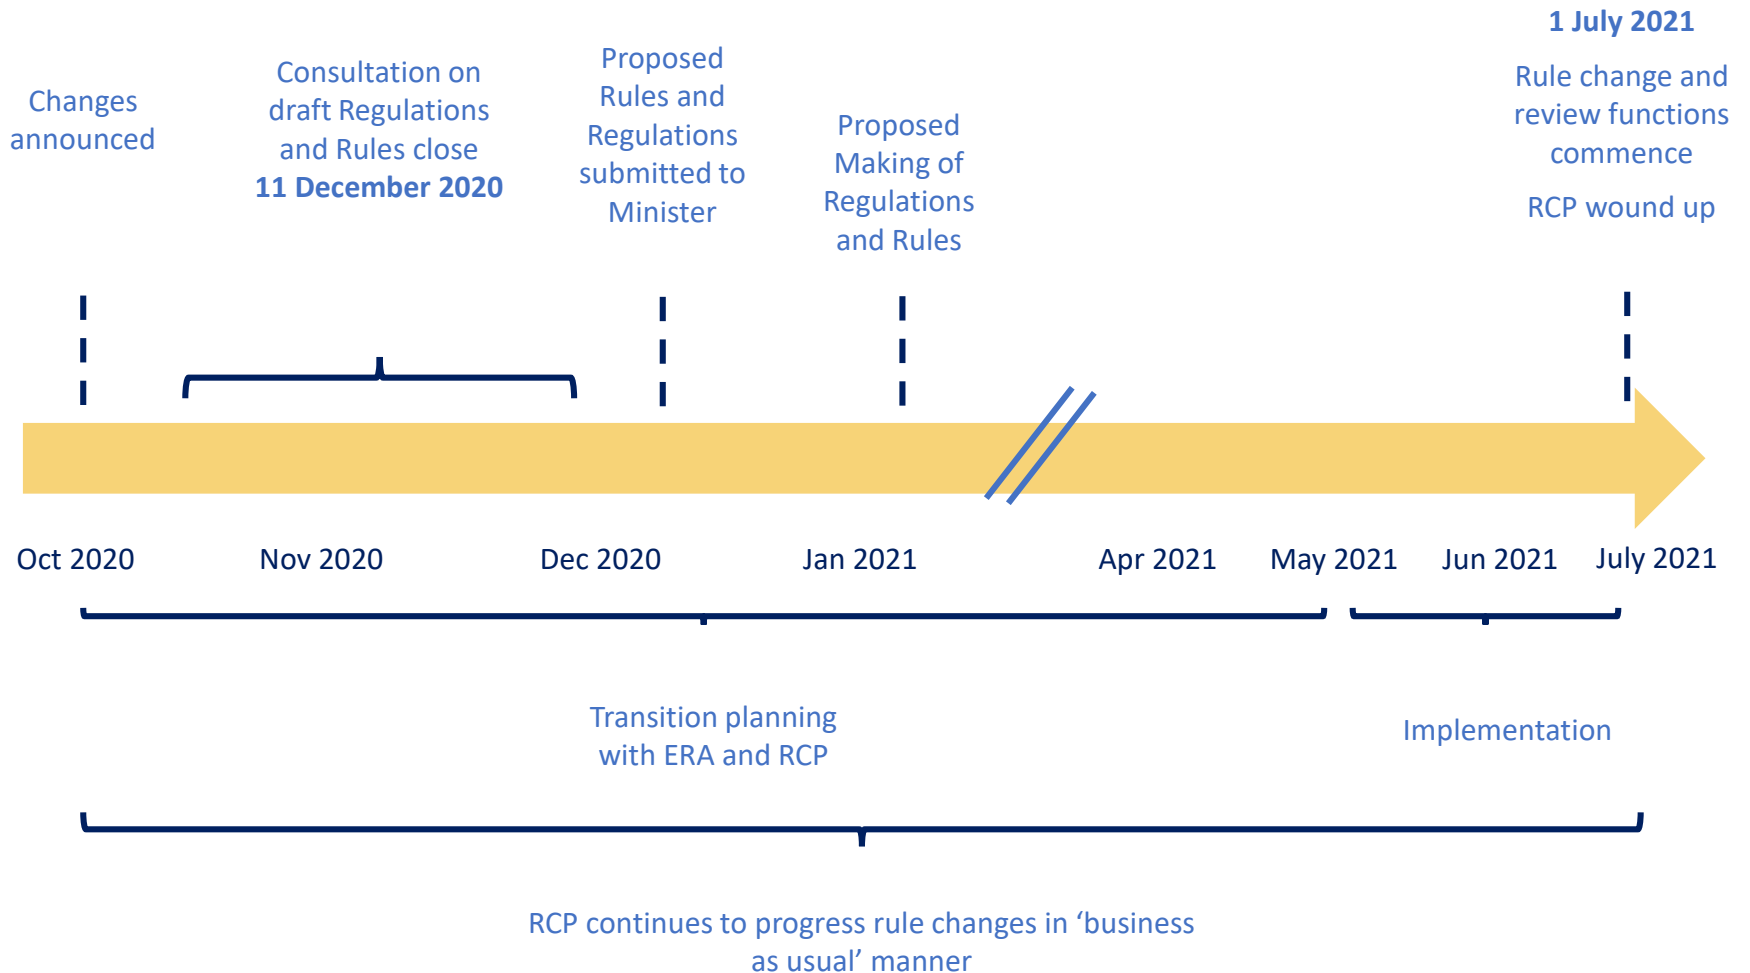 Changes
announced
Consultation on
draft Regulations
and Rules close
11 December 2020
Proposed
Rules and
Regulations
submitted to
Minister
Proposed
Making of
Regulations
and Rules
1 July 2021
Rule change and
review functions
commence
RCP wound up
Oct 2020
Nov 2020
Dec 2020
Jan 2021
Apr 2021
May 2021
Jun 2021
July 2021
Transition planning
with ERA and RCP
Implementation
RCP continues to progress rule changes in ‘business
as usual’ manner